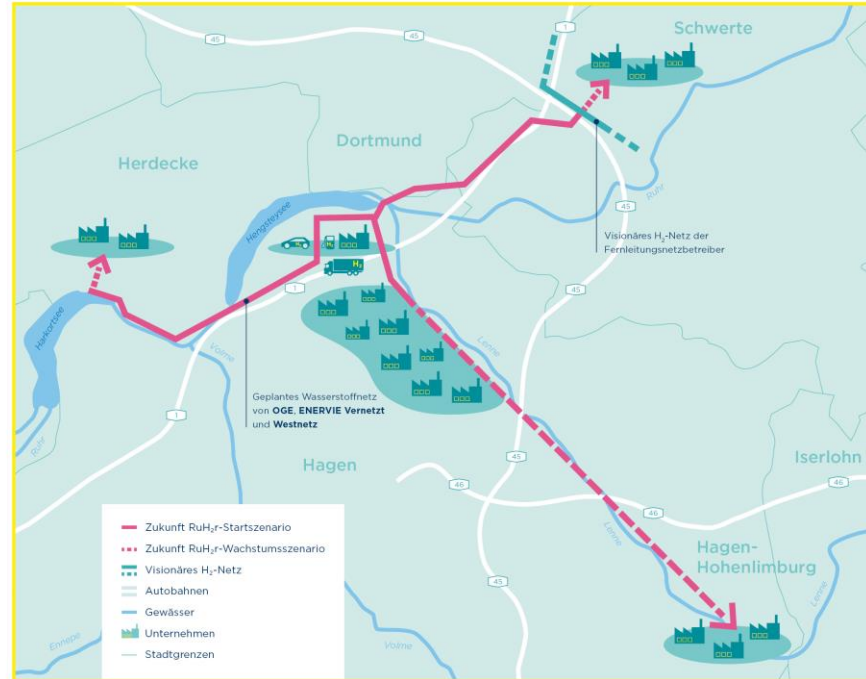 Schwerte
1
45
45
Dortmund
Herdecke
Hengsteysee
Ruhr
45
H₂
H₂
H₂
Visionäres H₂-Netz der
Fernleitungsnetzbetreiber
1
45
Harkortsee
Volme
Lenne
Geplantes Wasserstoffnetz
von OGE, ENERVIE Vernetzt
und Westnetz
1
Ruhr
Hagen
45
46
Iserlohn
46
46
Lenne
Hagen-
Hohenlimburg
45
Lenne
Ennepe
Volme
Zukunft RuH₂r-Startszenario
Zukunft RuH₂r-Wachstumsszenario
Visionäres H₂-Netz
Autobahnen
Gewässer
Unternehmen
Stadtgrenzen